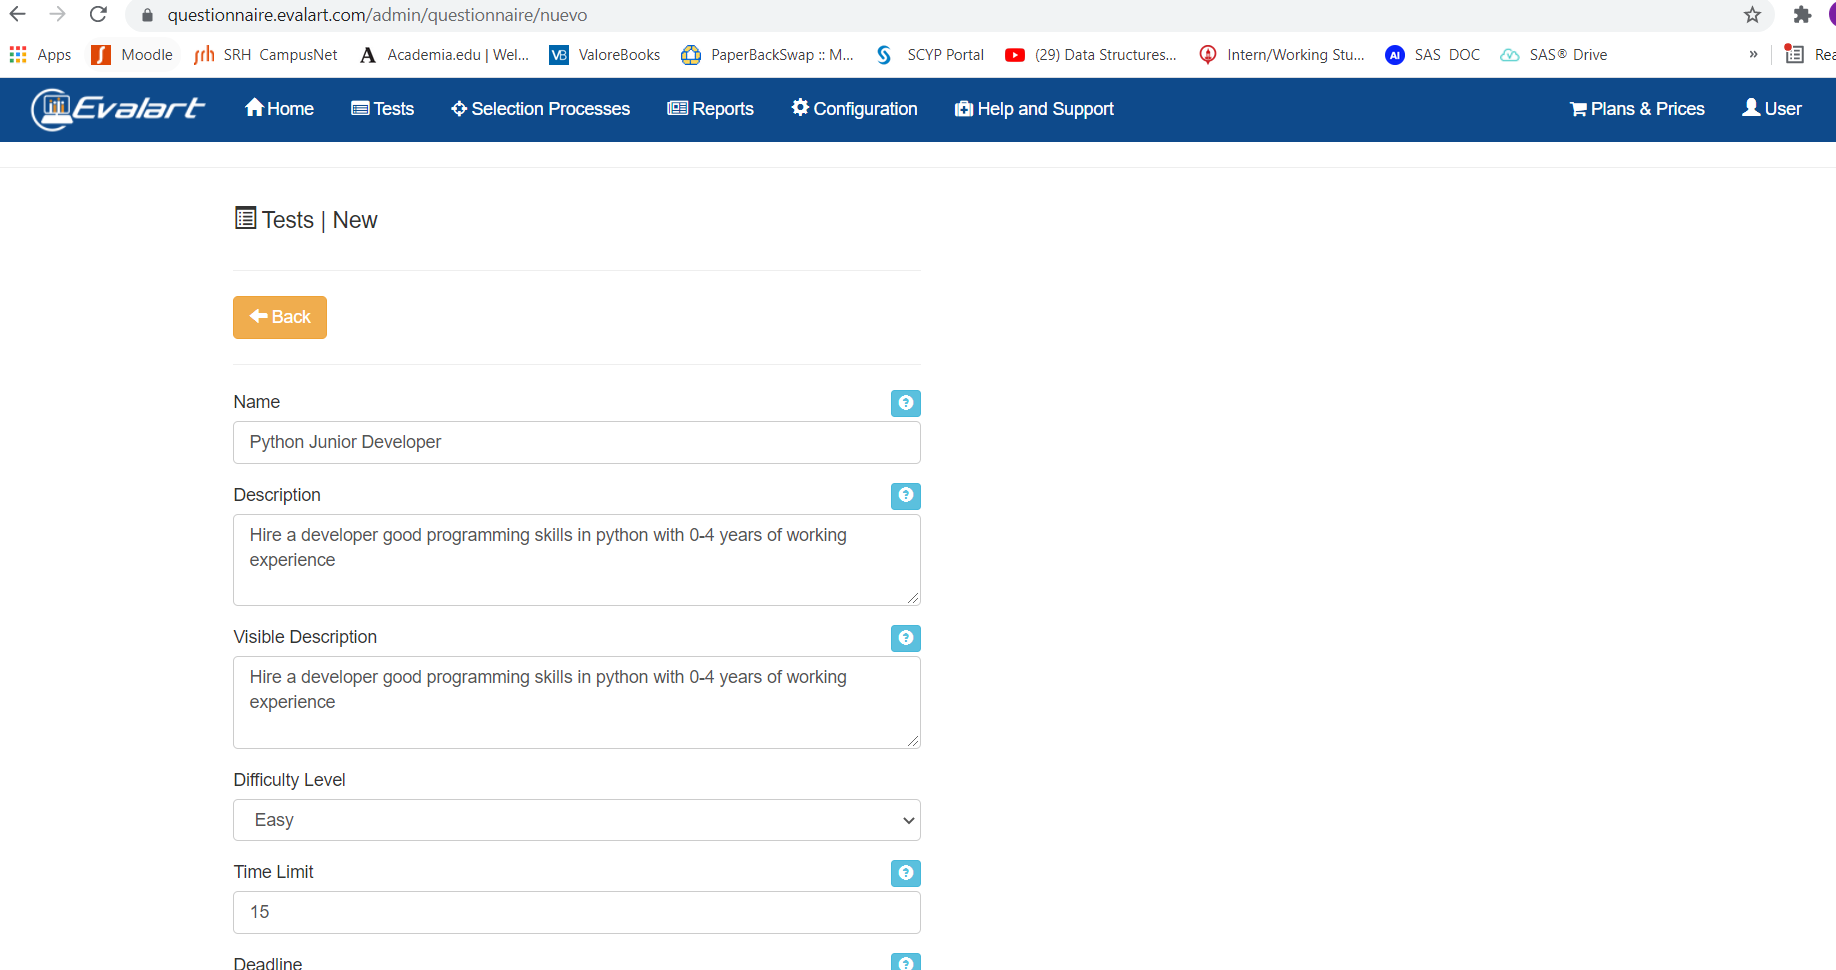 questionnaire.evalart.com/admin/questionnaire/nuevo
Apps Moodle SRH CampusNet Academia.edu | Wel... VB ValoreBooks PaperBackSwap :: M... SCYP Portal (29) Data Structures... Intern/Working Stu... AI SAS DOC SAS® Drive » Rea
Evalart Home Tests Selection Processes Reports Configuration Help and Support Plans & Prices User
Tests | New
Back
Name
Python Junior Developer
Description
Hire a developer good programming skills in python with 0-4 years of working
experience
Visible Description
Hire a developer good programming skills in python with 0-4 years of working
experience
Difficulty Level
Easy
Time Limit
15
Deadline